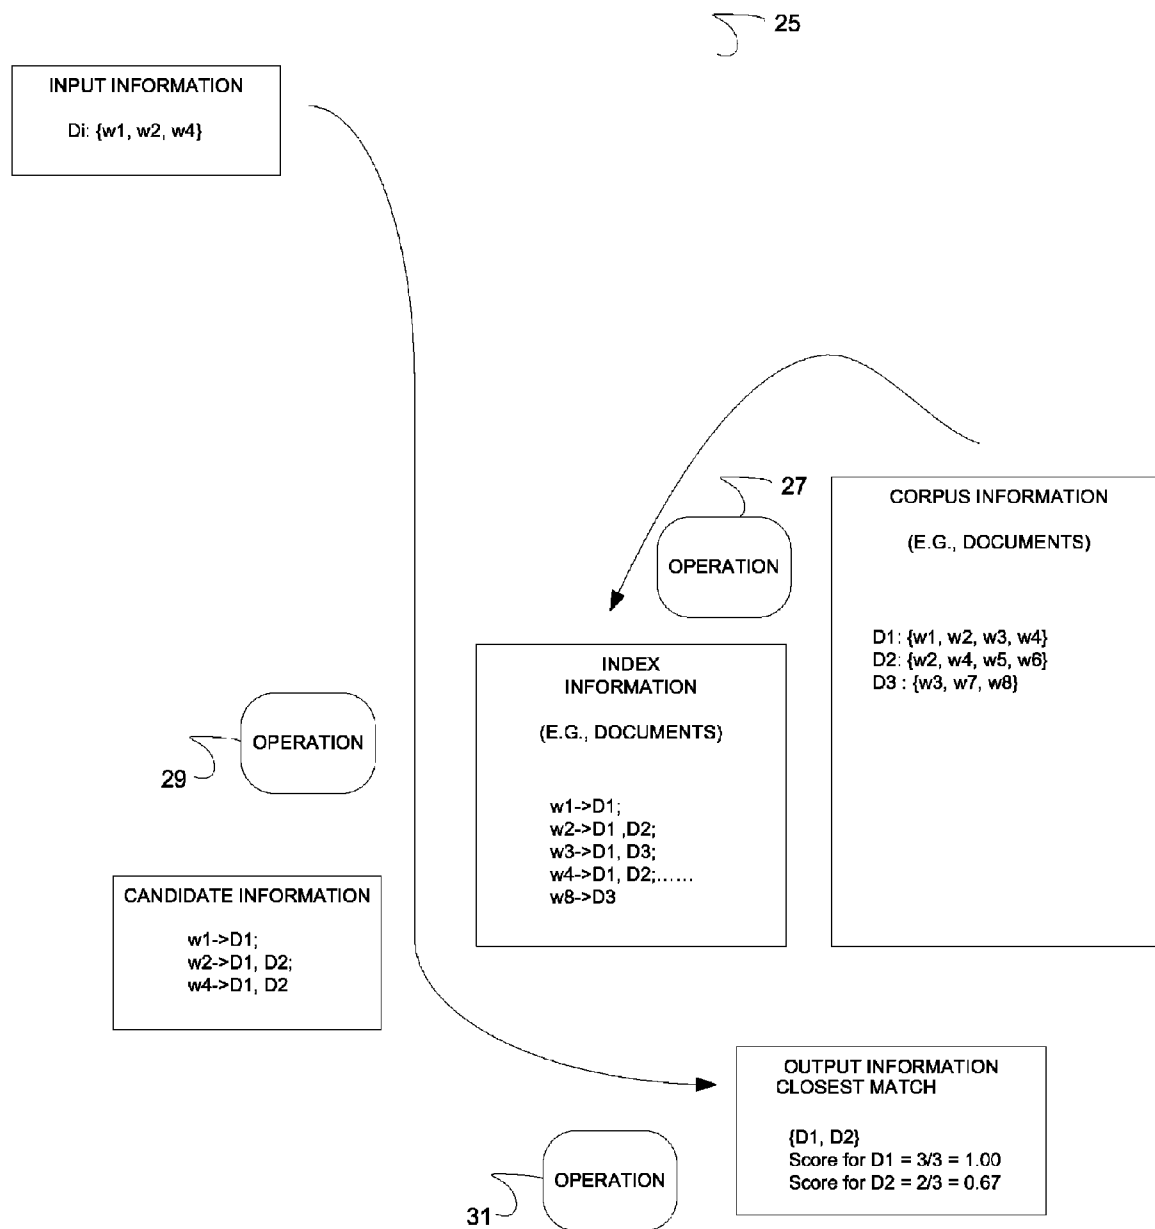 25
INPUT INFORMATION
Di: {w1, w2, w4}
27
OPERATION
CORPUS INFORMATION
(E.G., DOCUMENTS)
D1: {w1, w2, w3, w4}
D2: {w2, w4, w5, w6}
D3 : {w3, w7, w8}
INDEX
INFORMATION
(E.G., DOCUMENTS)
w1->D1;
w2->D1 ,D2;
w3->D1, D3;
w4->D1, D2;......
w8->D3
OPERATION
29
CANDIDATE INFORMATION
w1->D1;
w2->D1, D2;
w4->D1, D2
OUTPUT INFORMATION
CLOSEST MATCH
{D1, D2}
Score for D1 = 3/3 = 1.00
Score for D2 = 2/3 = 0.67
OPERATION
31